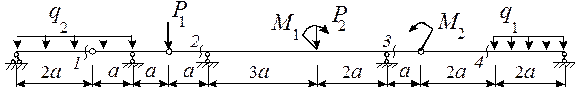 q2 P1 M1 P2 M2 q1
1 2 3 4
2a a a a 3a 2a a 2a 2a